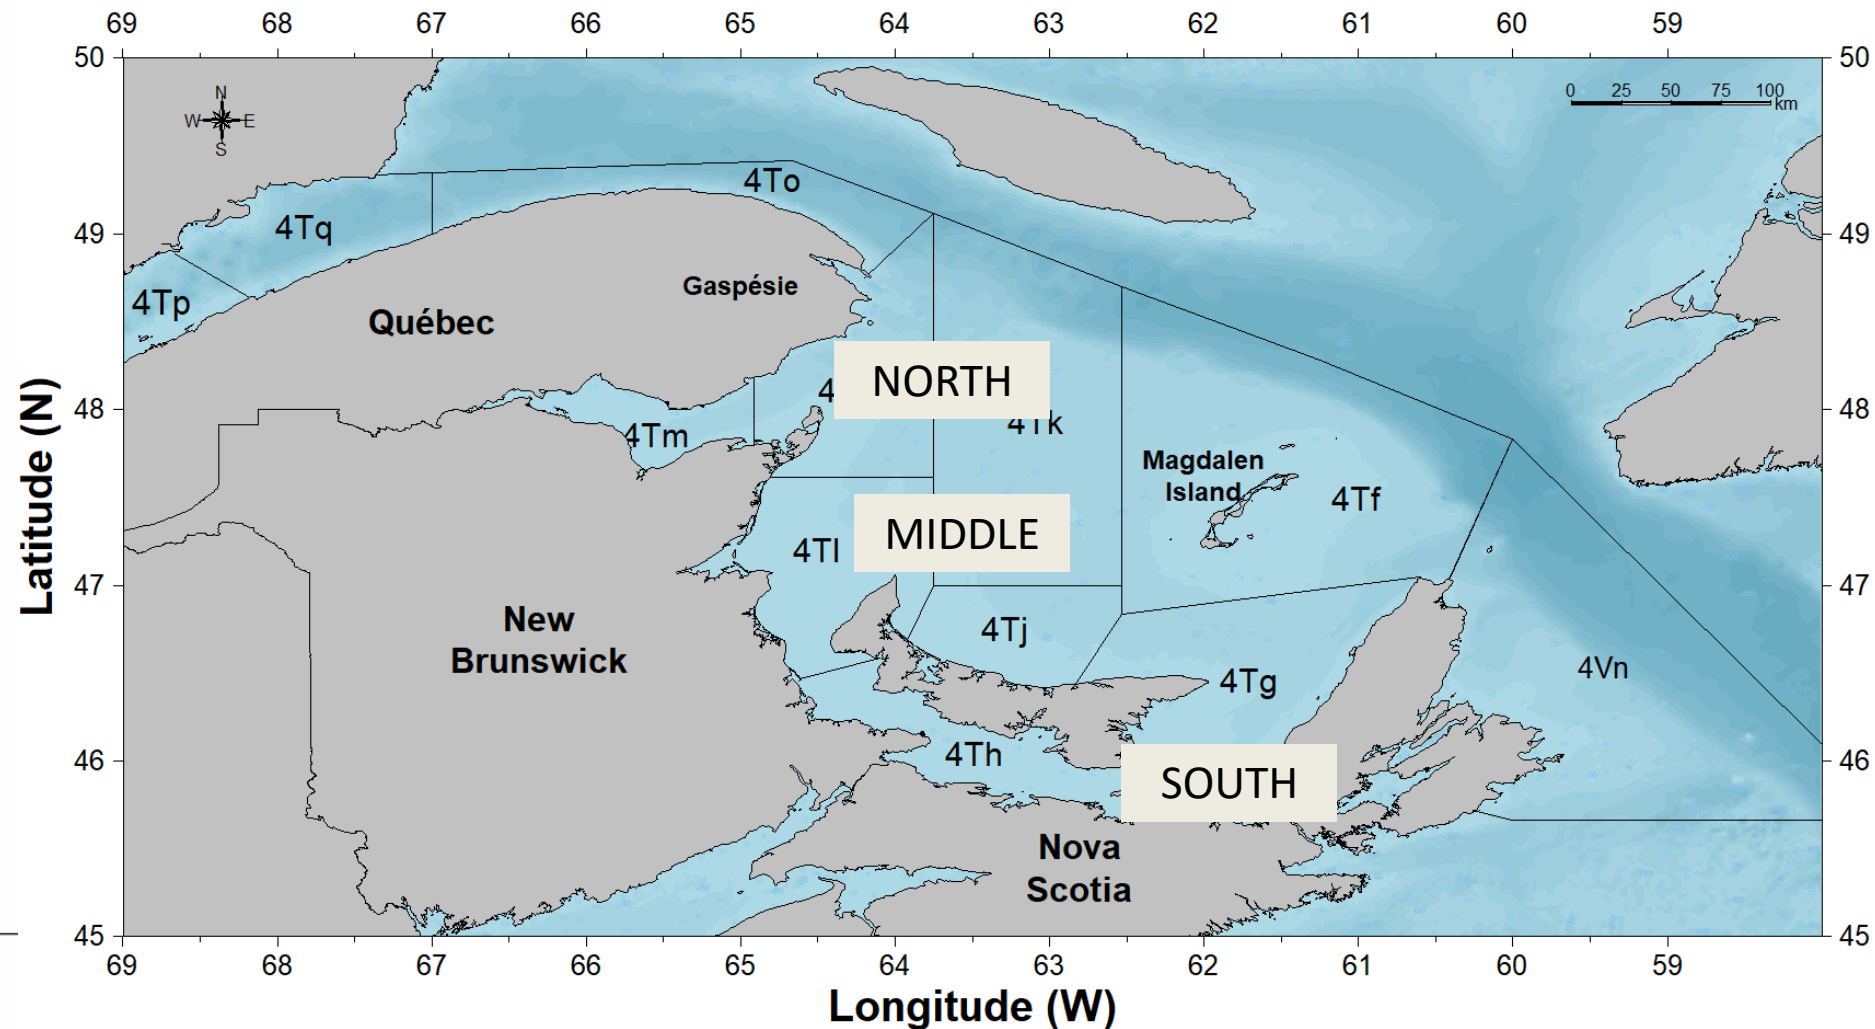 69 68 67 66 65 64 63 62 61 60 59
50 50
N
W E
S
0 25 50 75 100
km
4To
4Tq
49 49
4Tp
Gaspésie
Québec
NORTH
4
48 48
4Tk
4Tm
Magdalen
Island
4Tf
MIDDLE
4Tl
47 47
New
Brunswick
4Tj
4Vn
4Tg
46 46
4Th
SOUTH
Nova
Scotia
45 45
69 68 67 66 65 64 63 62 61 60 59
Longitude (W)
Latitude (N)